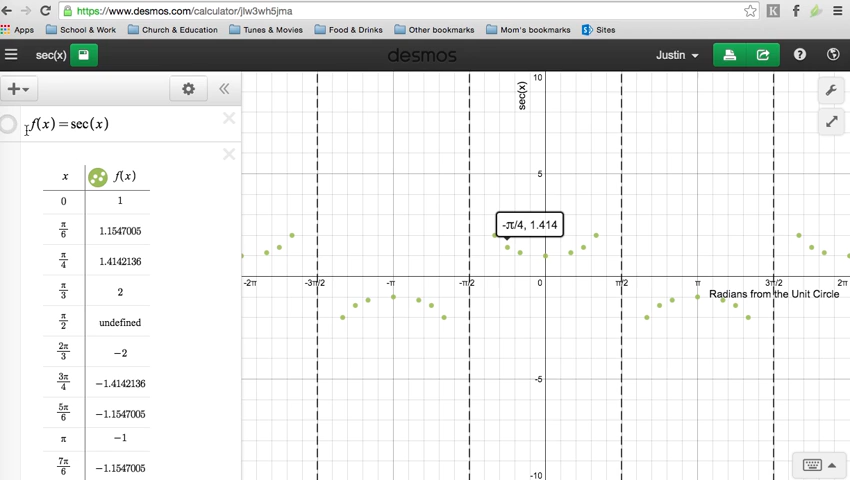 https://www.desmos.com/calculator/jlw3wh5jma
Apps School & Work Church & Education Tunes & Movies Food & Drinks Other bookmarks Mom's bookmarks Sites
sec(x) desmos Justin
f(x) = sec(x)
x f(x)
0 1
π/6 1.1547005
π/4 1.4142136
π/3 2
π/2 undefined
2π/3 −2
3π/4 −1.4142136
5π/6 −1.1547005
π −1
7π/6 −1.1547005
sec(x)
10
5
-π/4, 1.414
-2π -3π/2 -π -π/2 0 π/2 π 3π/2 2π
Radians from the Unit Circle
-5
-10